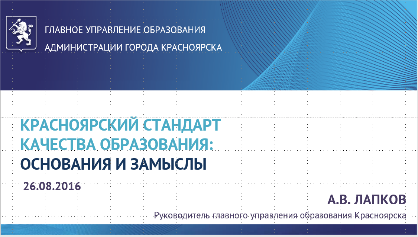 ГЛАВНОЕ УПРАВЛЕНИЕ ОБРАЗОВАНИЯ
АДМИНИСТРАЦИИ ГОРОДА КРАСНОЯРСКА
КРАСНОЯРСКИЙ СТАНДАРТ
КАЧЕСТВА ОБРАЗОВАНИЯ:
ОСНОВАНИЯ И ЗАМЫСЛЫ
26.08.2016
А.В. ЛАПКОВ
Руководитель главного управления образования Красноярска